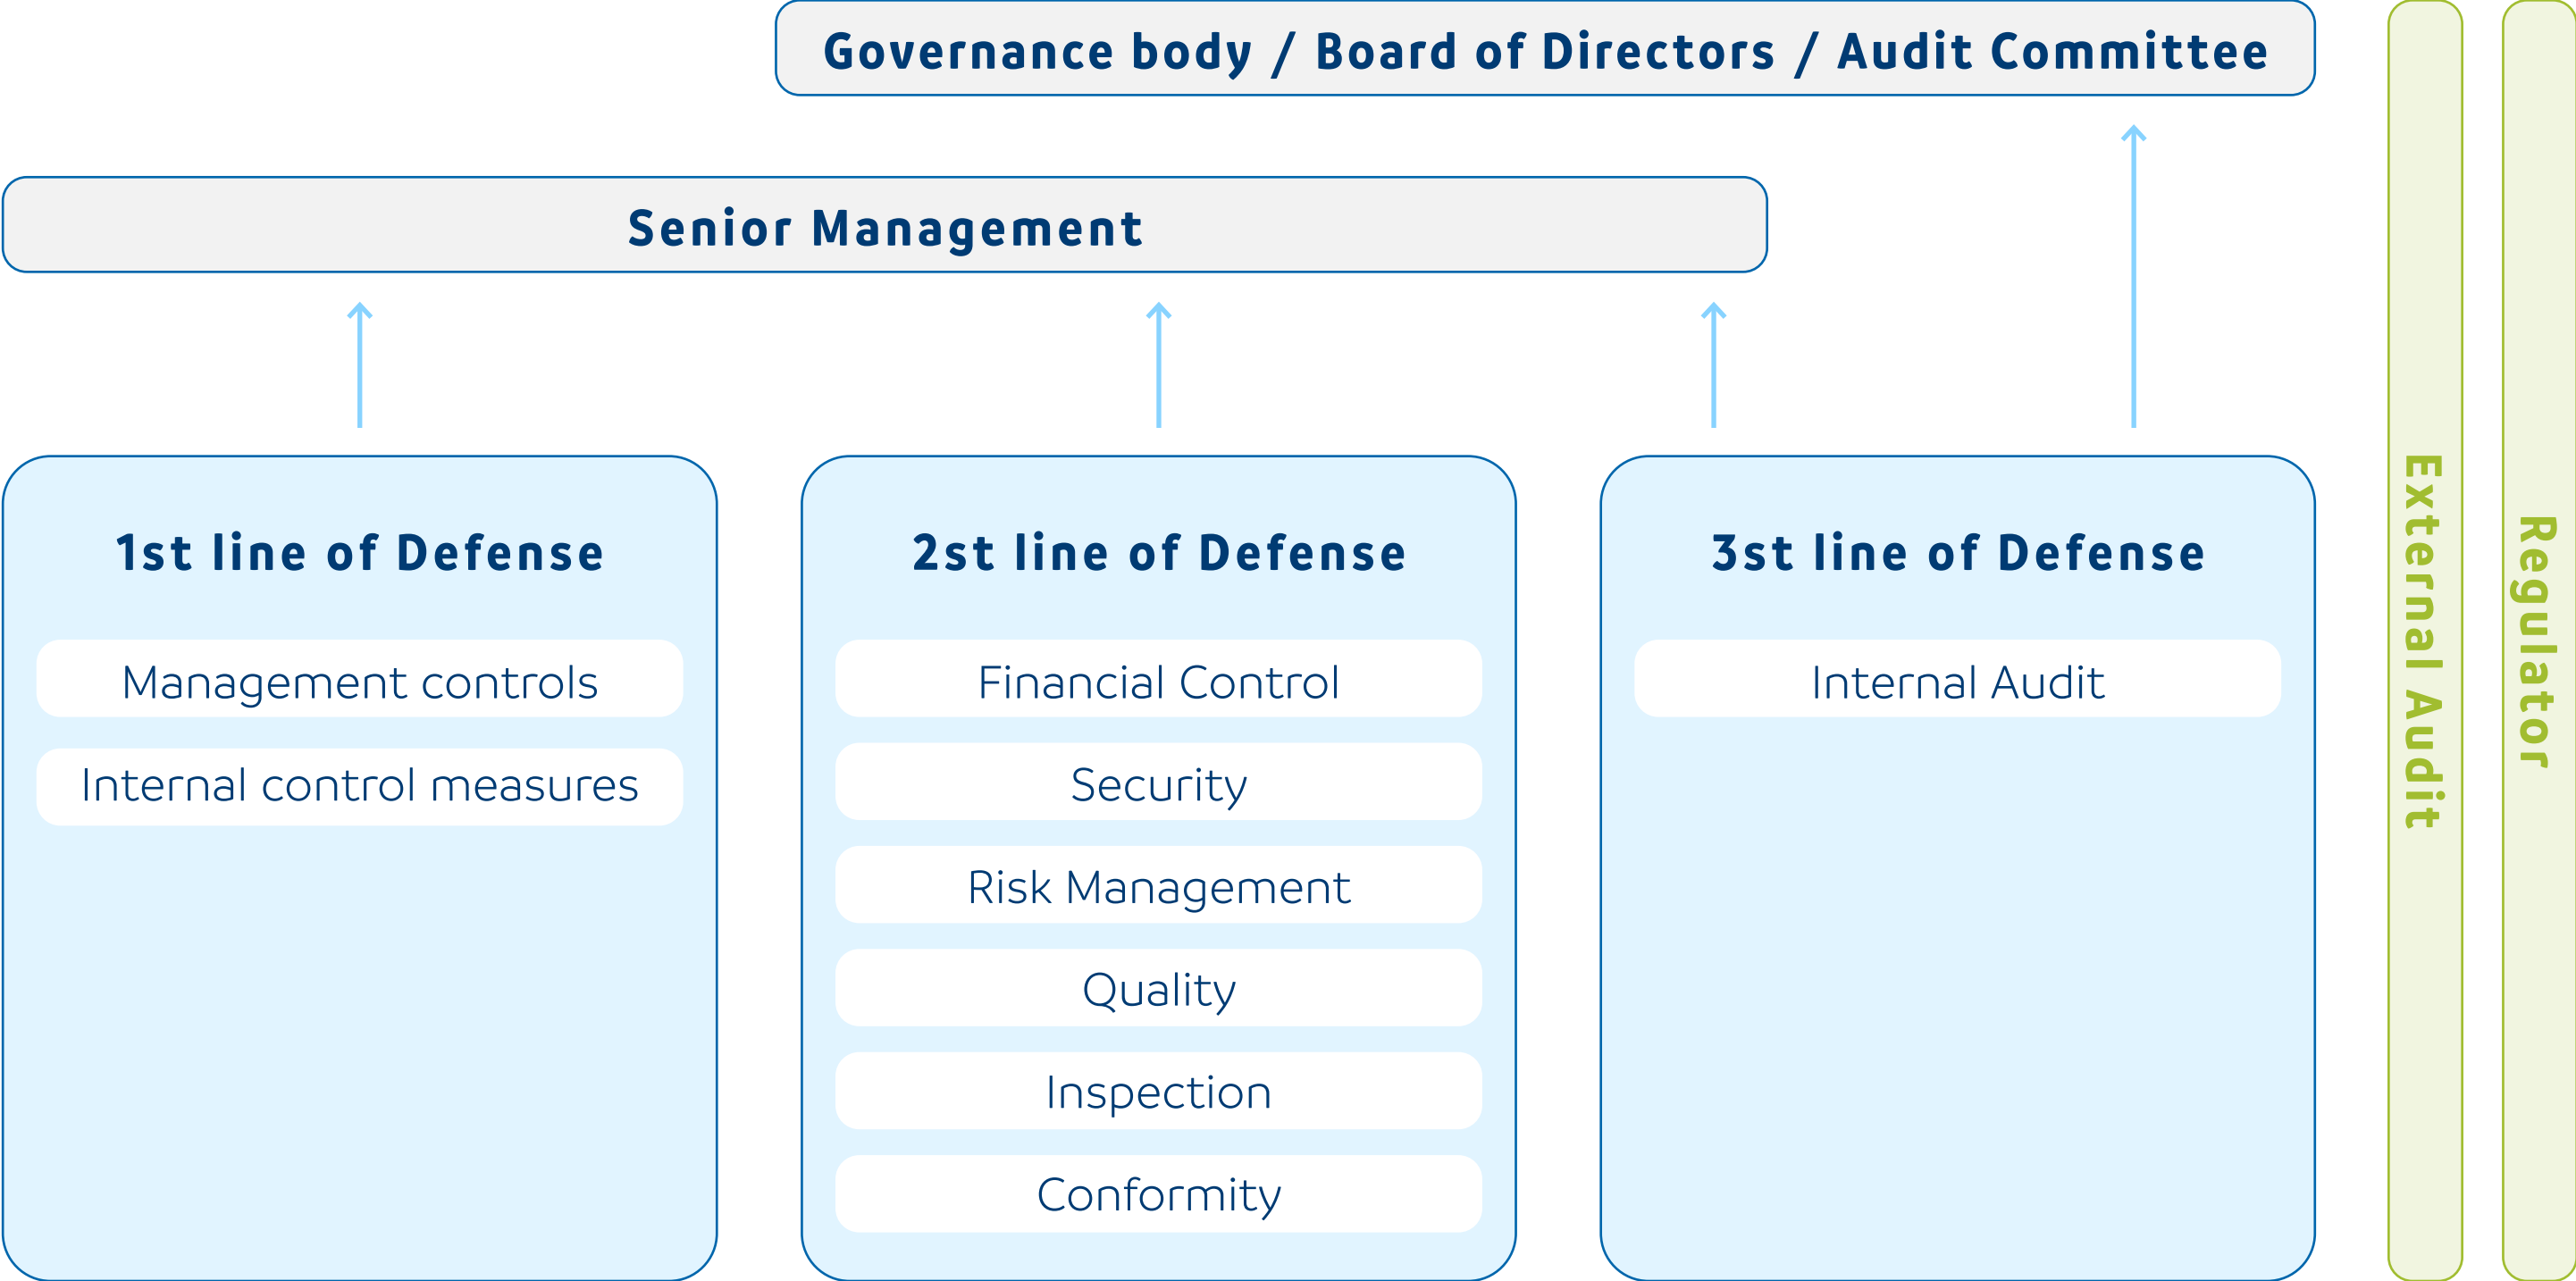 Governance body / Board of Directors / Audit Committee
Senior Management
1st line of Defense
Management controls
Internal control measures
2st line of Defense
Financial Control
Security
Risk Management
Quality
Inspection
Conformity
3st line of Defense
Internal Audit
External Audit
Regulator